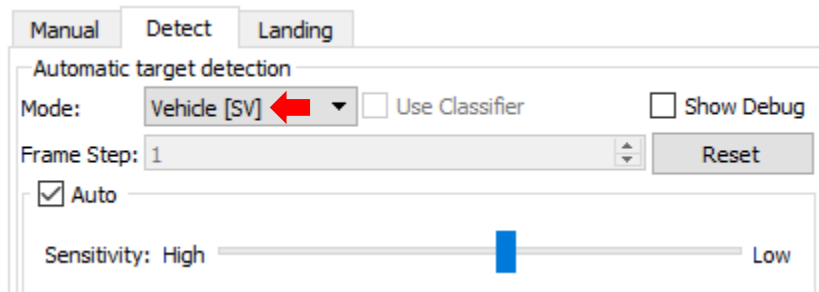 Manual Detect Landing
Automatic target detection
Mode: Vehicle [SV] Use Classifier Show Debug
Frame Step: 1 Reset
Auto
Sensitivity: High Low